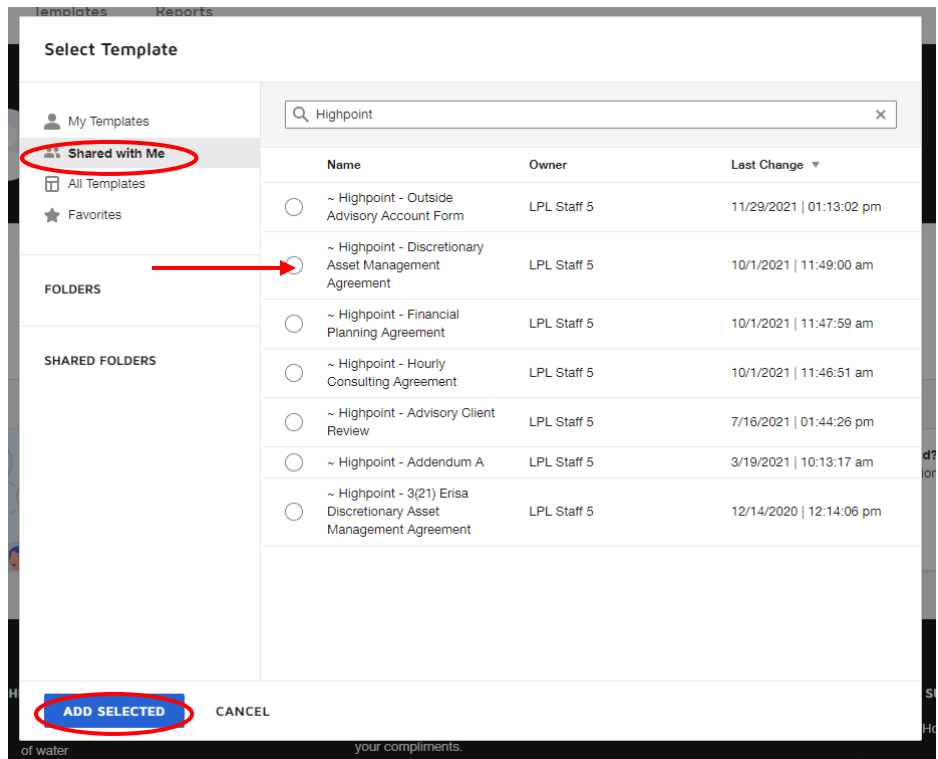 Templates Reports
Select Template
My Templates
Shared with Me
All Templates
Favorites
FOLDERS
SHARED FOLDERS
Highpoint
Name Owner Last Change
~ Highpoint - Outside
Advisory Account Form
LPL Staff 5
11/29/2021 | 01:13:02 pm
~ Highpoint - Discretionary
Asset Management
Agreement
LPL Staff 5
10/1/2021 | 11:49:00 am
~ Highpoint - Financial
Planning Agreement
LPL Staff 5
10/1/2021 | 11:47:59 am
~ Highpoint - Hourly
Consulting Agreement
LPL Staff 5
10/1/2021 | 11:46:51 am
~ Highpoint - Advisory Client
Review
LPL Staff 5
7/16/2021 | 01:44:26 pm
~ Highpoint - Addendum A
LPL Staff 5
3/19/2021 | 10:13:17 am
~ Highpoint - 3(21) Erisa
Discretionary Asset
Management Agreement
LPL Staff 5
12/14/2020 | 12:14:06 pm
ADD SELECTED CANCEL
of water
your compliments.